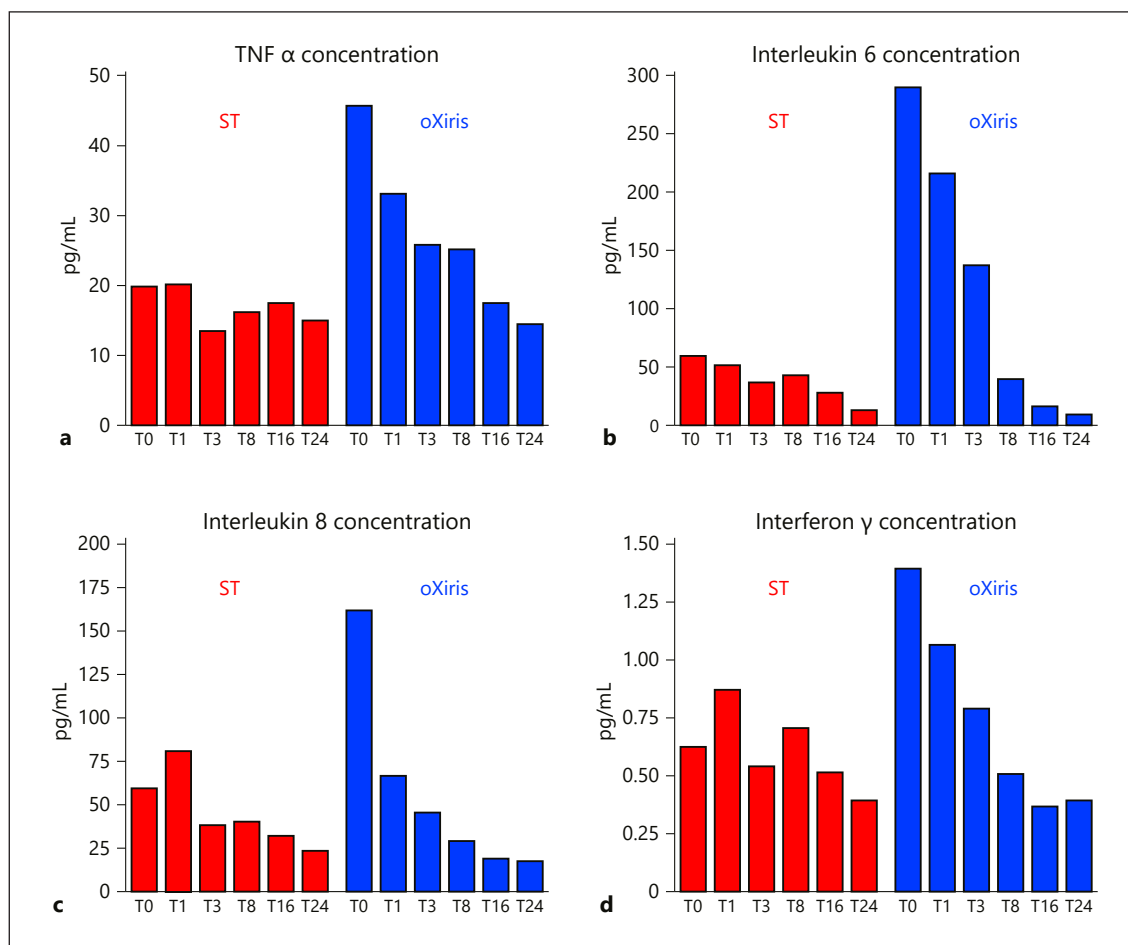 TNF α concentration
50
40
30
20
10
0
pg/mL
ST
oXiris
T0 T1 T3 T8 T16 T24 T0 T1 T3 T8 T16 T24
a
Interleukin 6 concentration
300
250
200
150
100
50
0
pg/mL
ST
oXiris
T0 T1 T3 T8 T16 T24 T0 T1 T3 T8 T16 T24
b
Interleukin 8 concentration
200
175
150
125
100
75
50
25
0
pg/mL
ST
oXiris
T0 T1 T3 T8 T16 T24 T0 T1 T3 T8 T16 T24
c
Interferon γ concentration
1.50
1.25
1.00
0.75
0.50
0.25
0
pg/mL
ST
oXiris
T0 T1 T3 T8 T16 T24 T0 T1 T3 T8 T16 T24
d